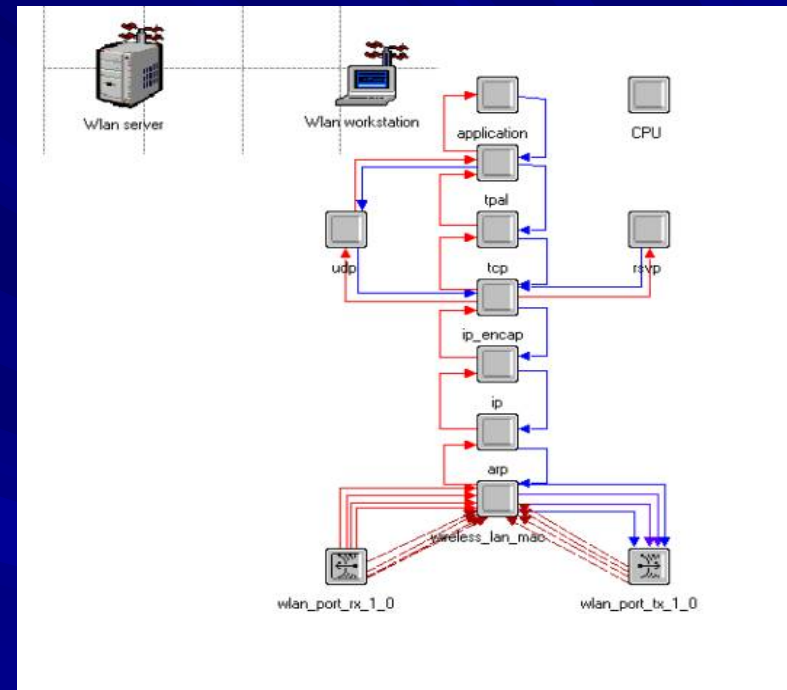 Wlan server
Wlan workstation
application
CPU
tpal
udp
tcp
rsvp
ip_encap
ip
arp
wireless_lan_mac
wlan_port_rx_1_0
wlan_port_tx_1_0